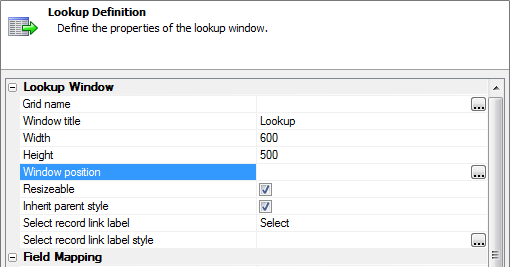 Lookup Definition
Define the properties of the lookup window.
Lookup Window
Grid name ...
Window title Lookup
Width 600
Height 500
Window position ...
Resizeable
Inherit parent style
Select record link label Select
Select record link label style ...
Field Mapping